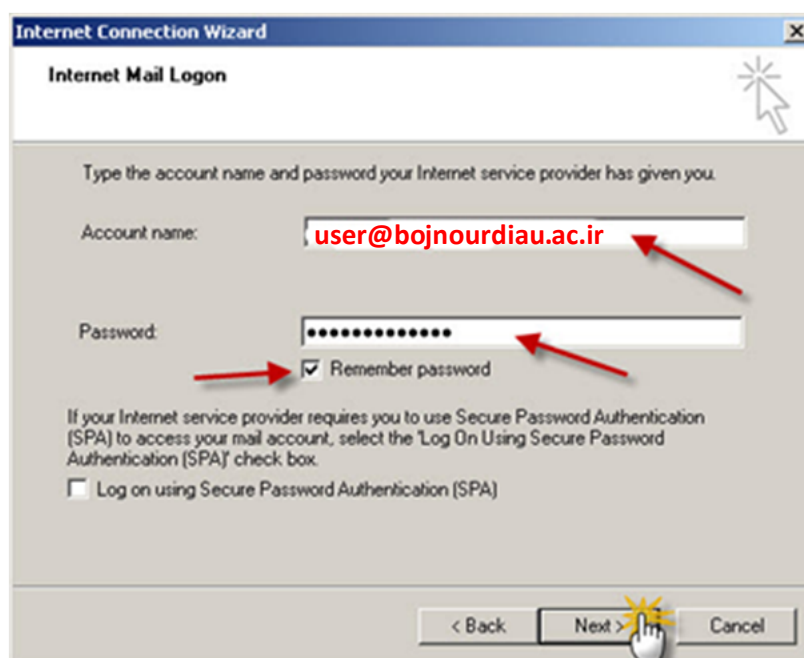 Internet Connection Wizard
Internet Mail Logon
Type the account name and password your Internet service provider has given you.
Account name:
user@bojnourdiau.ac.ir
Password:
•••••••••••••
Remember password
If your Internet service provider requires you to use Secure Password Authentication
(SPA) to access your mail account, select the 'Log On Using Secure Password
Authentication (SPA)' check box.
Log on using Secure Password Authentication (SPA)
< Back
Next >
Cancel